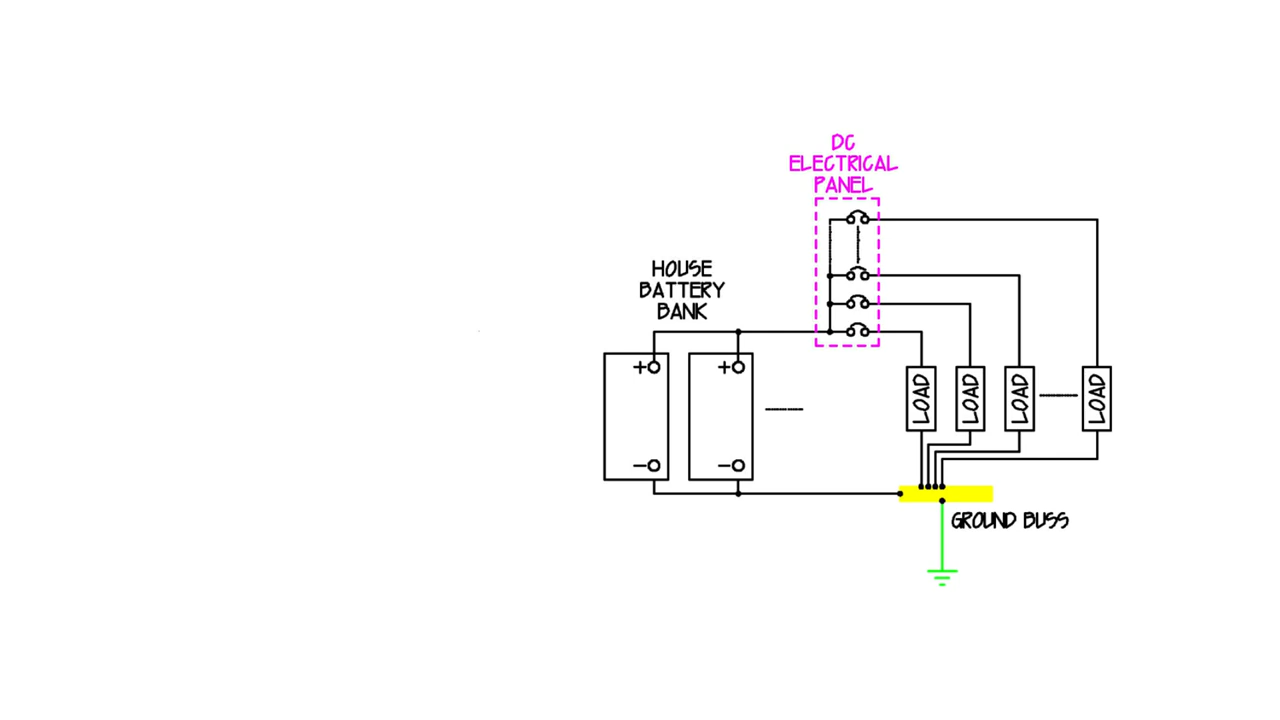 DC
ELECTRICAL
PANEL
HOUSE
BATTERY
BANK
+
+
LOAD
LOAD
LOAD
LOAD
−
−
GROUND BUSS